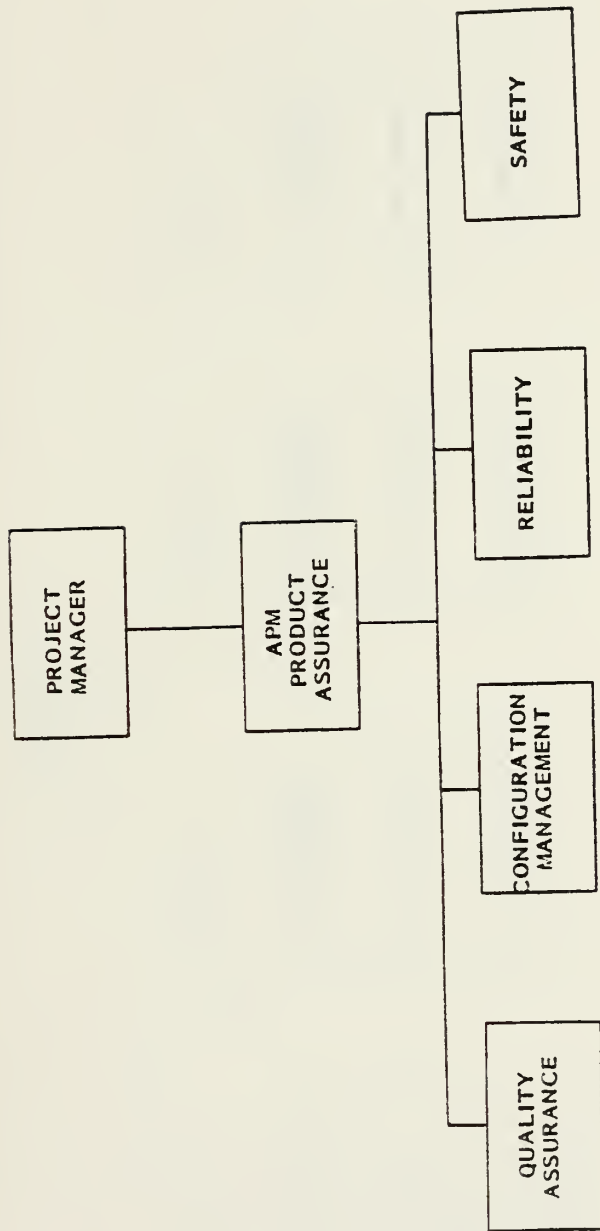 PROJECT
MANAGER
APM
PRODUCT
ASSURANCE
QUALITY
ASSURANCE
CONFIGURATION
MANAGEMENT
RELIABILITY
SAFETY